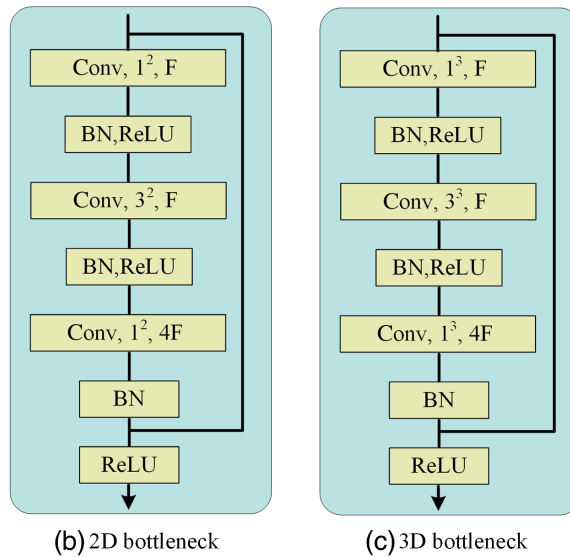 Conv, 1², F
BN,ReLU
Conv, 3², F
BN,ReLU
Conv, 1², 4F
BN
ReLU
(b) 2D bottleneck
Conv, 1³, F
BN,ReLU
Conv, 3³, F
BN,ReLU
Conv, 1³, 4F
BN
ReLU
(c) 3D bottleneck